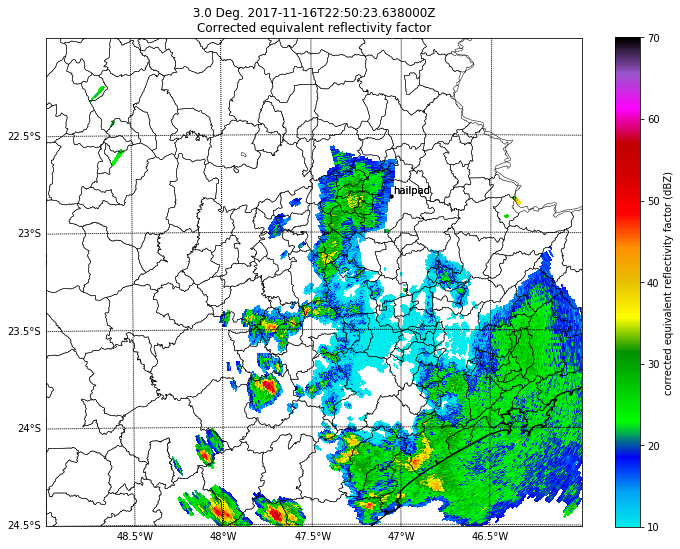 3.0 Deg. 2017-11-16T22:50:23.638000Z
Corrected equivalent reflectivity factor
hailpad
22.5°S
23°S
23.5°S
24°S
24.5°S
48.5°W
48°W
47.5°W
47°W
46.5°W
70
60
50
40
30
20
10
corrected equivalent reflectivity factor (dBZ)